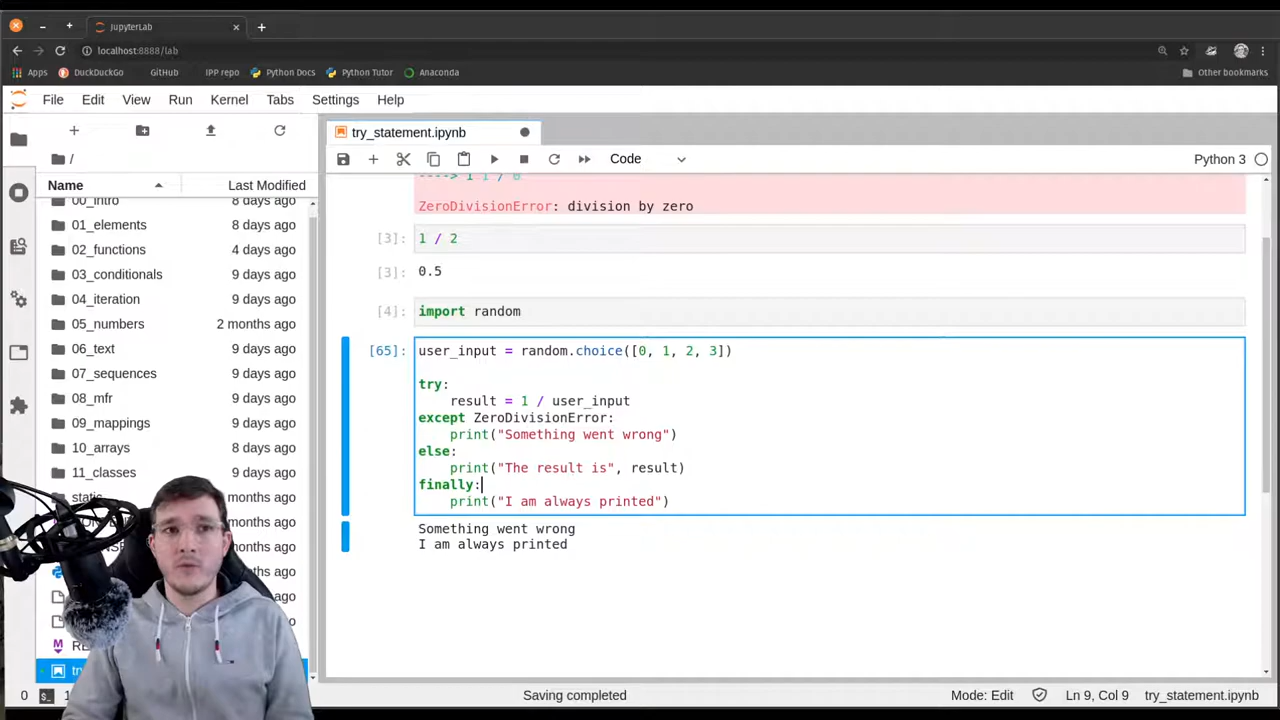 JupyterLab
localhost:8888/lab
Apps DuckDuckGo GitHub IPP repo Python Docs Python Tutor Anaconda Other bookmarks
File Edit View Run Kernel Tabs Settings Help
try_statement.ipynb
/
Code Python 3
Name Last Modified
00_intro 8 days ago
01_elements 8 days ago
02_functions 4 days ago
03_conditionals 9 days ago
04_iteration 9 days ago
05_numbers 2 months ago
06_text 9 days ago
07_sequences 9 days ago
08_mfr 9 days ago
09_mappings 9 days ago
10_arrays 9 days ago
11_classes 9 days ago
static months ago
months ago
ago
ago
ago
ago
----> 1 1 / 0
ZeroDivisionError: division by zero
[3]: 1 / 2
[3]: 0.5
[4]: import random
[65]: user_input = random.choice([0, 1, 2, 3])
try:
result = 1 / user_input
except ZeroDivisionError:
print("Something went wrong")
else:
print("The result is", result)
finally:
print("I am always printed")
Something went wrong
I am always printed
0 $_ 1 Saving completed Mode: Edit Ln 9, Col 9 try_statement.ipynb